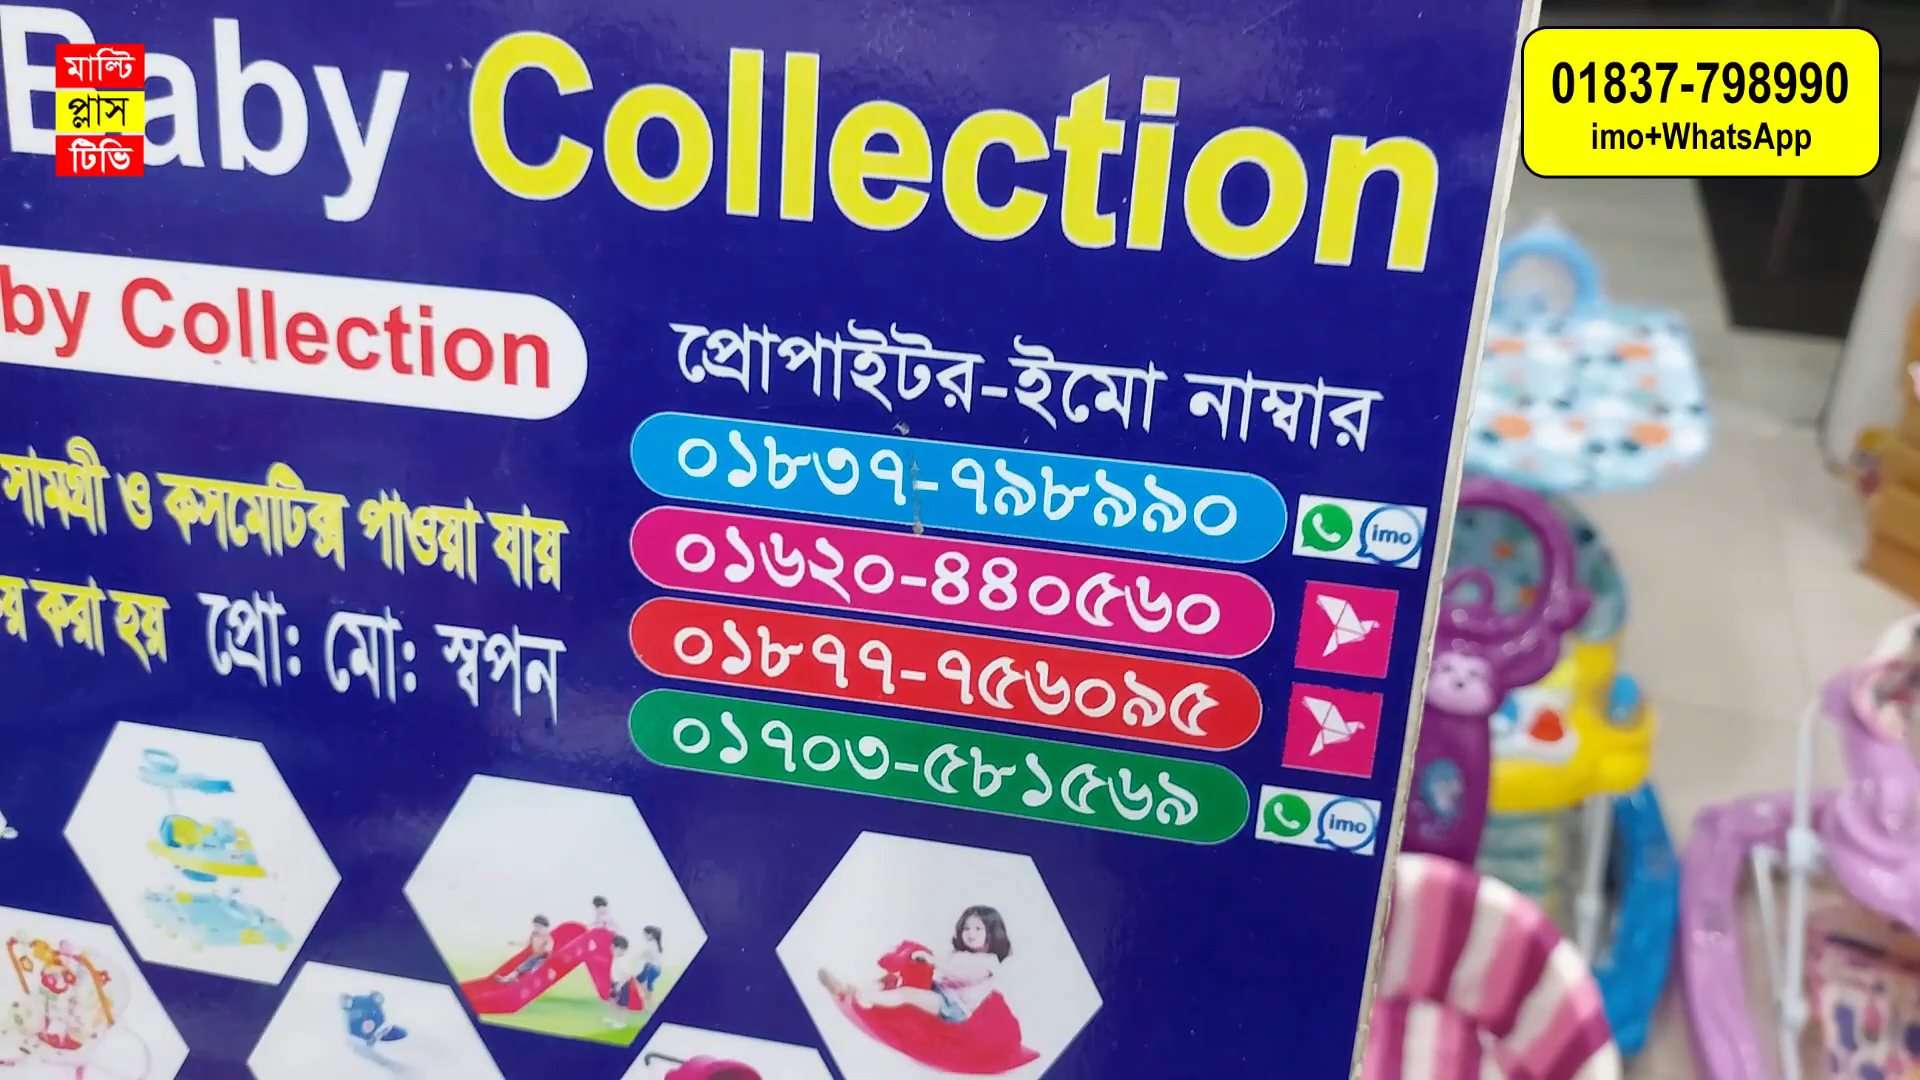 মাল্টি
প্লাস
টিভি
Baby Collection
01837-798990
imo+WhatsApp
by Collection
প্রোপাইটর-ইমো নাম্বার
০১৮৩৭-৭৯৮৯৯০
imo
০১৬২০-৪৪০৫৬০
০১৮৭৭-৭৫৬০৯৫
০১৭০৩-৫৮১৫৬৯
imo
সামগ্রী ও কসমেটিক্স পাওয়া যায়
য় করা হয় প্রো: মো: স্বপন